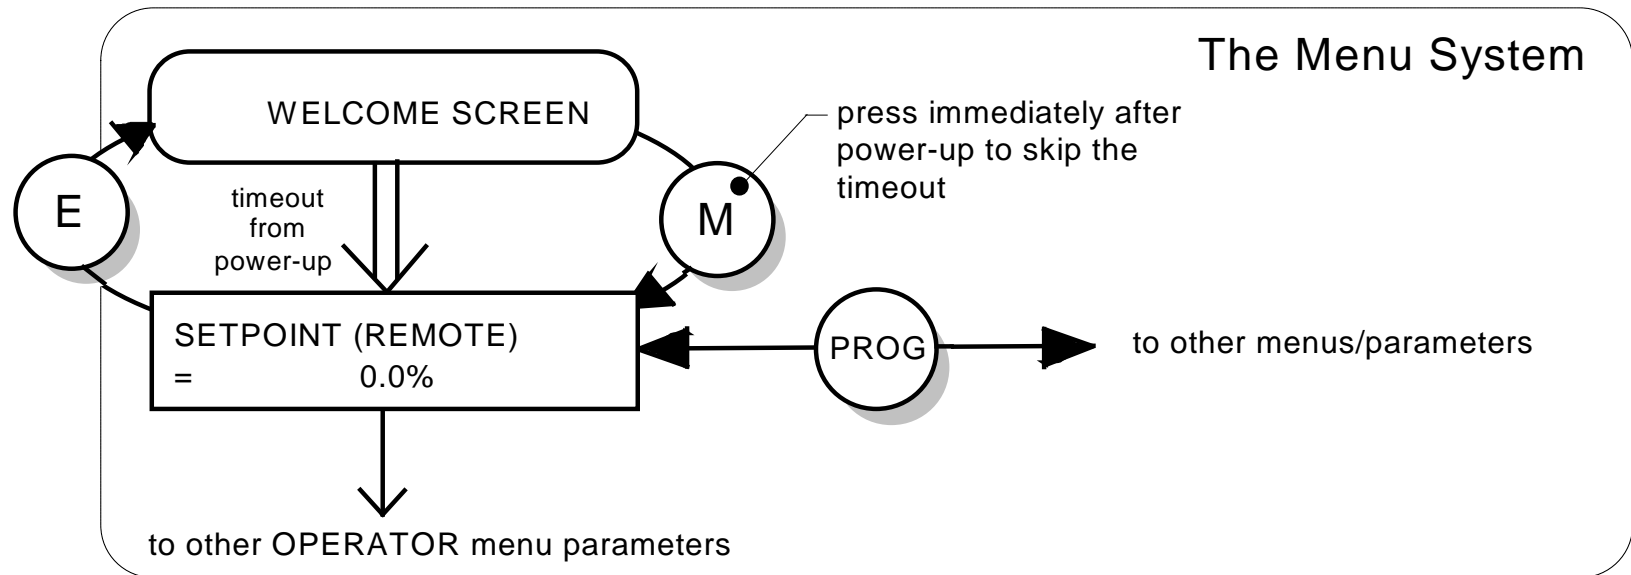 The Menu System
WELCOME SCREEN
press immediately after
power-up to skip the
timeout
E
timeout
from
power-up
M
SETPOINT (REMOTE)
= 0.0%
PROG
to other menus/parameters
to other OPERATOR menu parameters